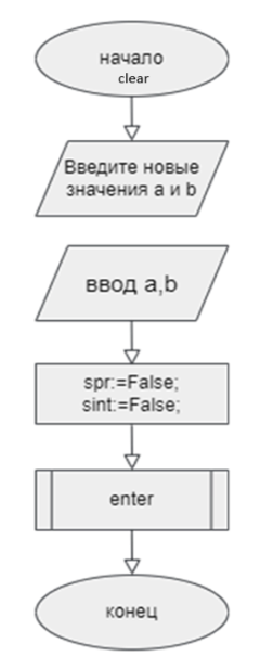 начало
clear
Введите новые
значения a и b
ввод a,b
spr:=False;
sint:=False;
enter
конец